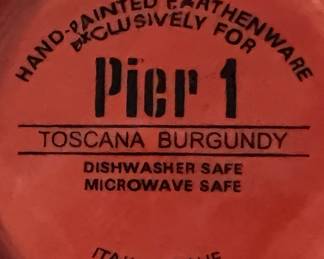 HAND-PAINTED EARTHENWARE
EXCLUSIVELY FOR
Pier 1
TOSCANA BURGUNDY
DISHWASHER SAFE
MICROWAVE SAFE